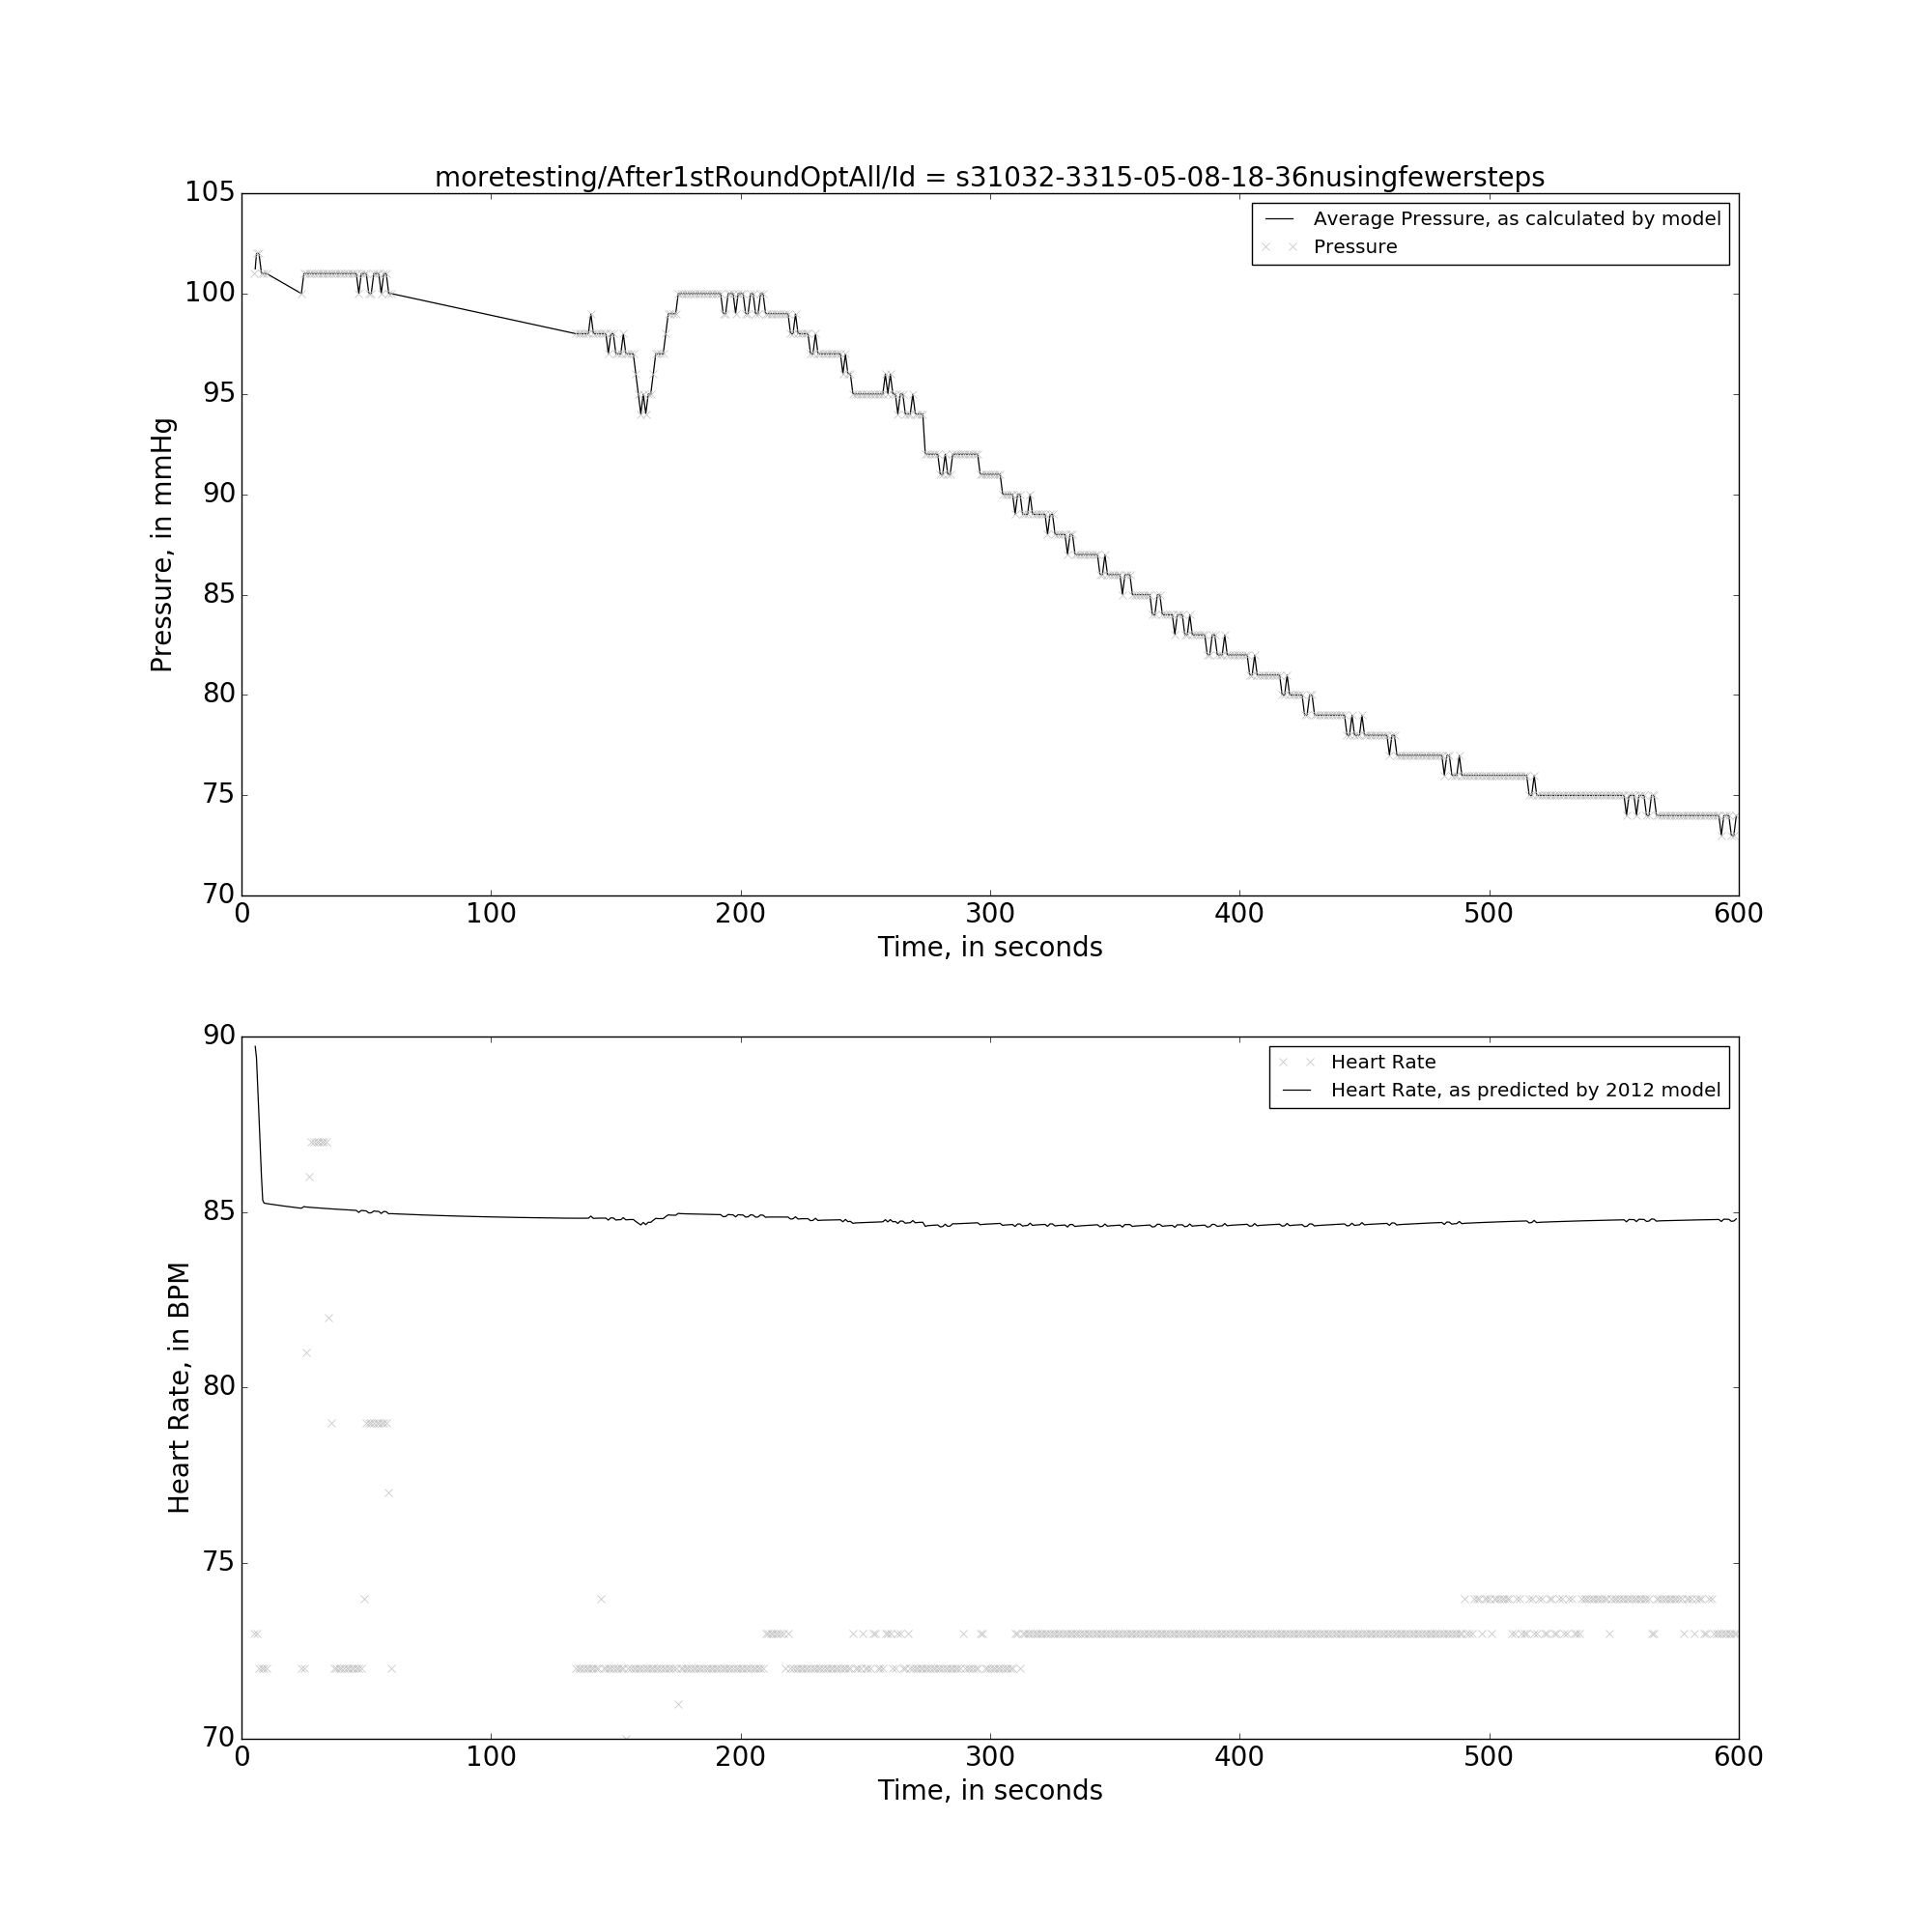 moretesting/After1stRoundOptAll/Id = s31032-3315-05-08-18-36nusingfewersteps
105
100
95
90
85
80
75
70
Pressure, in mmHg
Average Pressure, as calculated by model
Pressure
0 100 200 300 400 500 600
Time, in seconds
90
85
80
75
70
Heart Rate, in BPM
Heart Rate
Heart Rate, as predicted by 2012 model
0 100 200 300 400 500 600
Time, in seconds